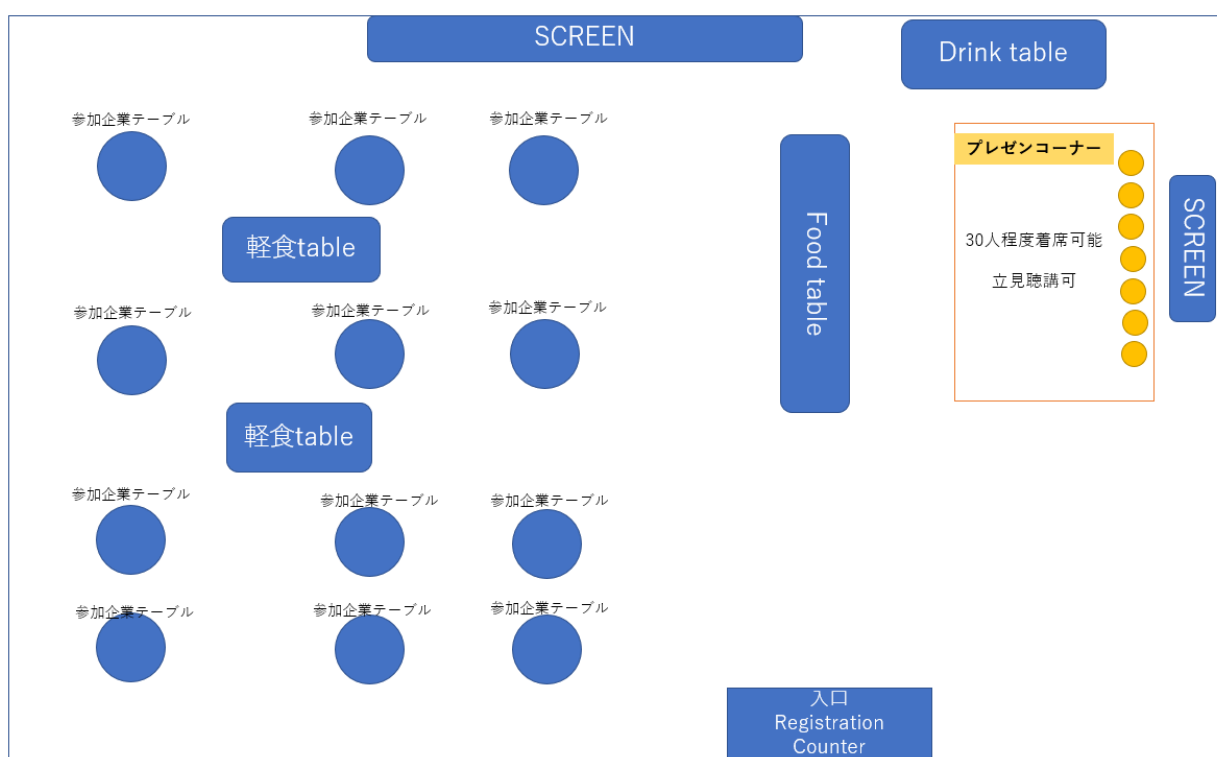 SCREEN
Drink table
参加企業テーブル
参加企業テーブル
参加企業テーブル
プレゼンコーナー
30人程度着席可能
立見聴講可
SCREEN
Food table
軽食table
参加企業テーブル
参加企業テーブル
参加企業テーブル
軽食table
参加企業テーブル
参加企業テーブル
参加企業テーブル
参加企業テーブル
参加企業テーブル
参加企業テーブル
入口
Registration
Counter